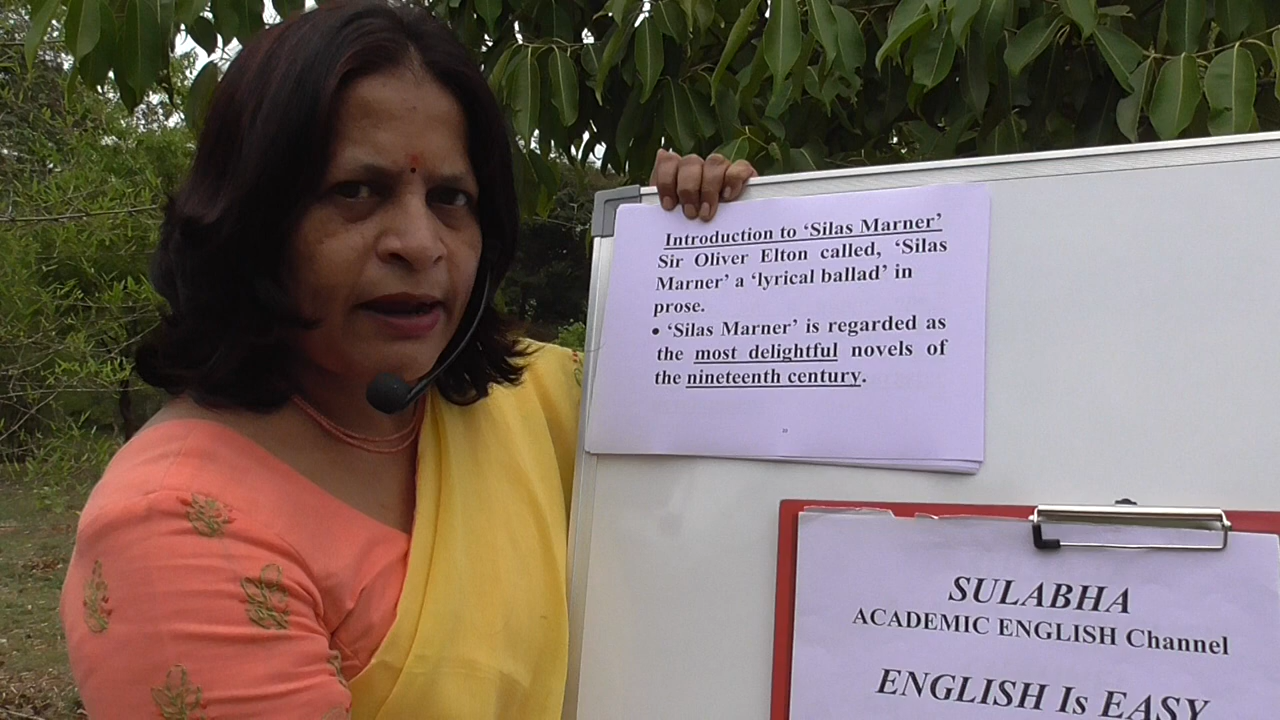 Introduction to ‘Silas Marner’
Sir Oliver Elton called, ‘Silas
Marner’ a ‘lyrical ballad’ in
prose.
• ‘Silas Marner’ is regarded as
the most delightful novels of
the nineteenth century.
SULABHA
ACADEMIC ENGLISH Channel
ENGLISH Is EASY